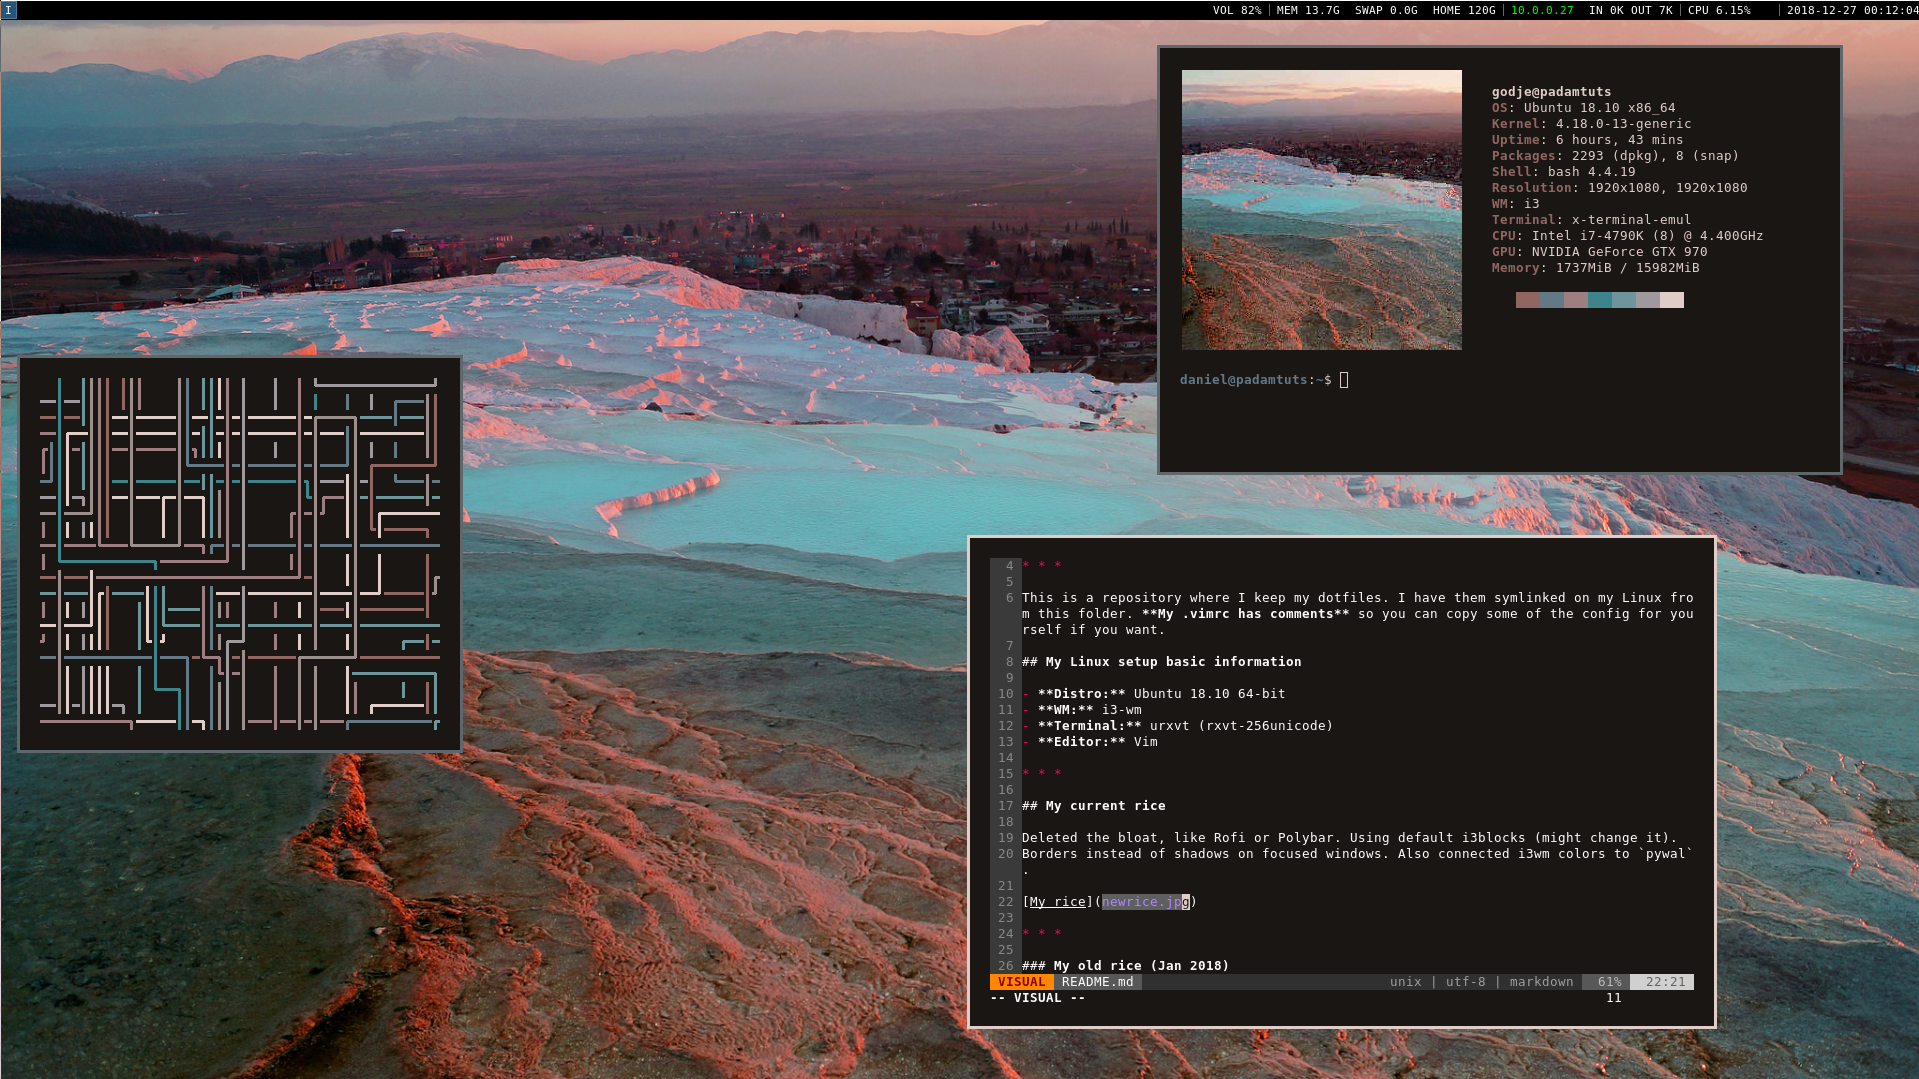 I VOL 82% MEM 13.7G SWAP 0.0G HOME 120G 10.0.0.27 IN 0K OUT 7K CPU 6.15% 2018-12-27 00:12:04
godje@padamtuts
OS: Ubuntu 18.10 x86_64
Kernel: 4.18.0-13-generic
Uptime: 6 hours, 43 mins
Packages: 2293 (dpkg), 8 (snap)
Shell: bash 4.4.19
Resolution: 1920x1080, 1920x1080
WM: i3
Terminal: x-terminal-emul
CPU: Intel i7-4790K (8) @ 4.400GHz
GPU: NVIDIA GeForce GTX 970
Memory: 1737MiB / 15982MiB
daniel@padamtuts:~$
4 * * *
5
6 This is a repository where I keep my dotfiles. I have them symlinked on my Linux fro
m this folder. **My .vimrc has comments** so you can copy some of the config for you
rself if you want.
7
8 ## My Linux setup basic information
9
10 - **Distro:** Ubuntu 18.10 64-bit
11 - **WM:** i3-wm
12 - **Terminal:** urxvt (rxvt-256unicode)
13 - **Editor:** Vim
14
15 * * *
16
17 ## My current rice
18
19 Deleted the bloat, like Rofi or Polybar. Using default i3blocks (might change it).
20 Borders instead of shadows on focused windows. Also connected i3wm colors to `pywal`
.
21
22 [My rice](newrice.jpg)
23
24 * * *
25
26 ### My old rice (Jan 2018)
VISUAL README.md unix | utf-8 | markdown 61% 22:21
-- VISUAL -- 11